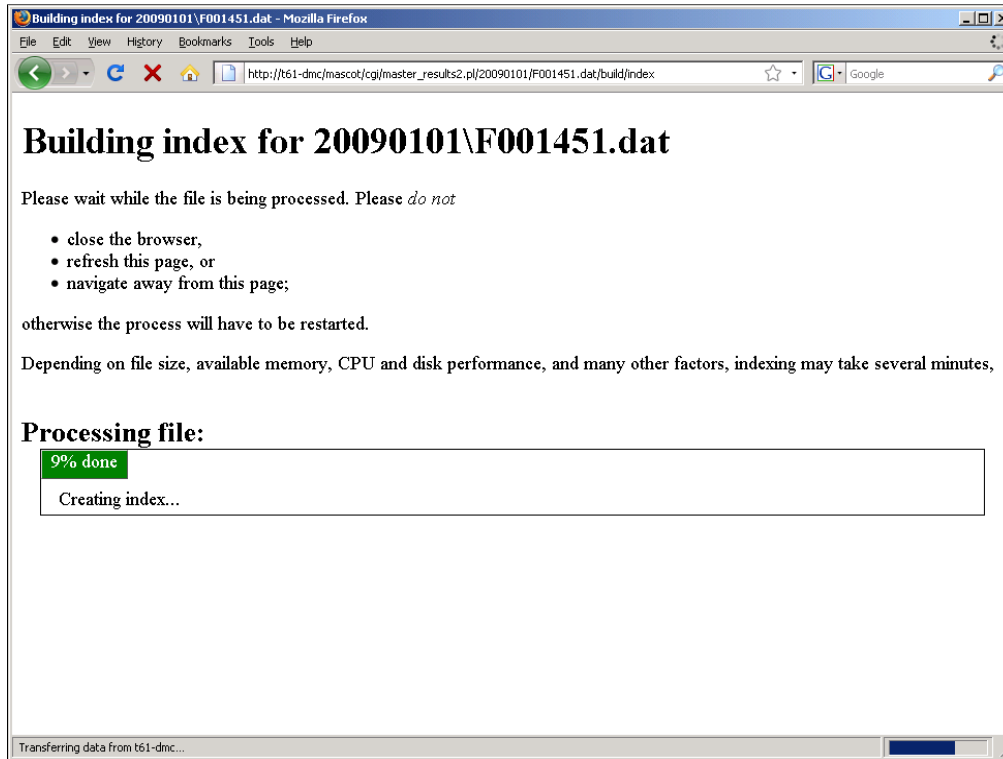 Building index for 20090101\F001451.dat - Mozilla Firefox
File Edit View History Bookmarks Tools Help
http://t61-dmc/mascot/cgi/master_results2.pl/20090101/F001451.dat/build/index
G Google
Building index for 20090101\F001451.dat
Please wait while the file is being processed. Please do not
• close the browser,
• refresh this page, or
• navigate away from this page;
otherwise the process will have to be restarted.
Depending on file size, available memory, CPU and disk performance, and many other factors, indexing may take several minutes,
Processing file:
9% done
Creating index...
Transferring data from t61-dmc...